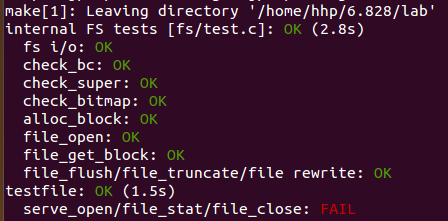 make[1]: Leaving directory '/home/hhp/6.828/lab'
internal FS tests [fs/test.c]: OK (2.8s)
  fs i/o: OK
  check_bc: OK
  check_super: OK
  check_bitmap: OK
  alloc_block: OK
  file_open: OK
  file_get_block: OK
  file_flush/file_truncate/file rewrite: OK
testfile: OK (1.5s)
  serve_open/file_stat/file_close: FAIL